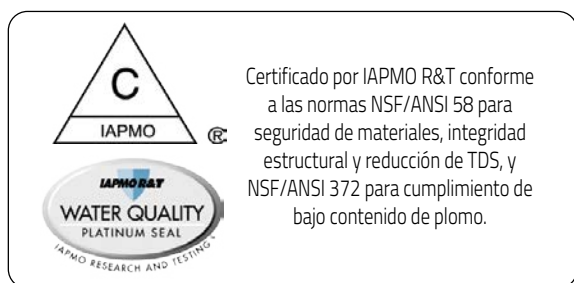 C
IAPMO
®
IAPMO R&T
WATER QUALITY
PLATINUM SEAL
IAPMO RESEARCH AND TESTING™
Certificado por IAPMO R&T conforme
a las normas NSF/ANSI 58 para
seguridad de materiales, integridad
estructural y reducción de TDS, y
NSF/ANSI 372 para cumplimiento de
bajo contenido de plomo.